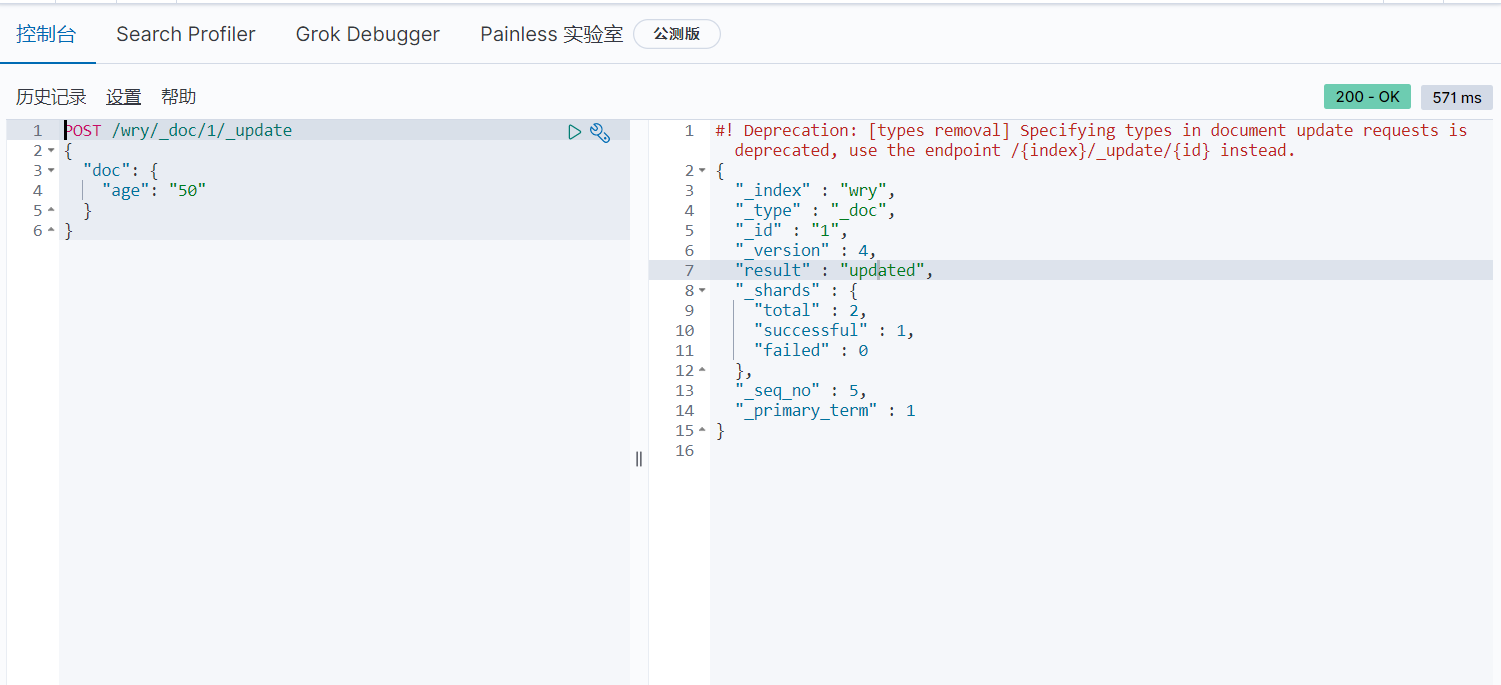 控制台 Search Profiler Grok Debugger Painless 实验室 公测版
历史记录 设置 帮助 200 - OK 571 ms
1 POST /wry/_doc/1/_update
2 {
3 "doc": {
4 "age": "50"
5 }
6 }
1 #! Deprecation: [types removal] Specifying types in document update requests is
deprecated, use the endpoint /{index}/_update/{id} instead.
2 {
3 "_index" : "wry",
4 "_type" : "_doc",
5 "_id" : "1",
6 "_version" : 4,
7 "result" : "updated",
8 "_shards" : {
9 "total" : 2,
10 "successful" : 1,
11 "failed" : 0
12 },
13 "_seq_no" : 5,
14 "_primary_term" : 1
15 }
16